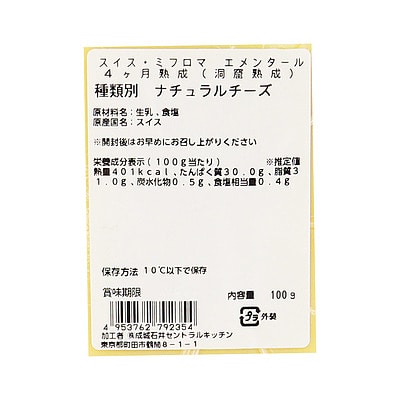 スイス・ミフロマ　エメンタール
４ヶ月熟成（洞窟熟成）
種類別　ナチュラルチーズ
原材料名：生乳、食塩
原産国名：スイス
※開封後はお早めにお召し上がりください
栄養成分表示（１００ｇ当たり）　※推定値
熱量４０１ｋｃａｌ、たんぱく質３０．０ｇ、脂質３
１．０ｇ、炭水化物０．５ｇ、食塩相当量０．４ｇ
保存方法　１０℃以下で保存
賞味期限
内容量　１００ｇ
4 953762 792354
プラ 外装
加工者　㈱成城石井セントラルキッチン
東京都町田市鶴間８－１－１